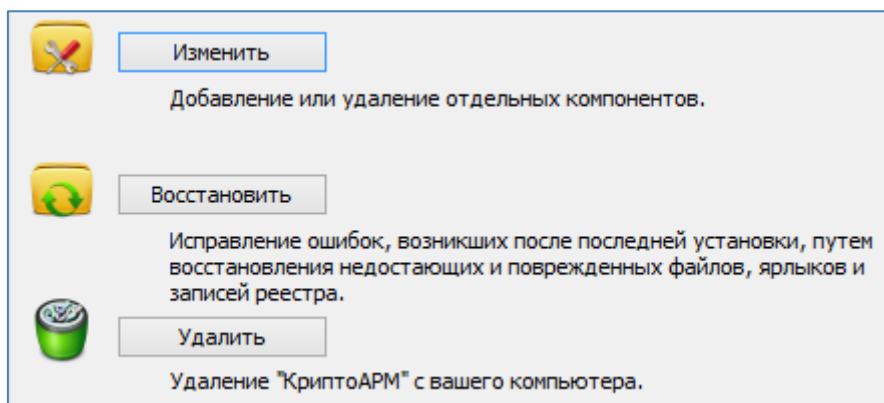 Изменить
Добавление или удаление отдельных компонентов.
Восстановить
Исправление ошибок, возникших после последней установки, путем
восстановления недостающих и поврежденных файлов, ярлыков и
записей реестра.
Удалить
Удаление "КриптоАРМ" с вашего компьютера.